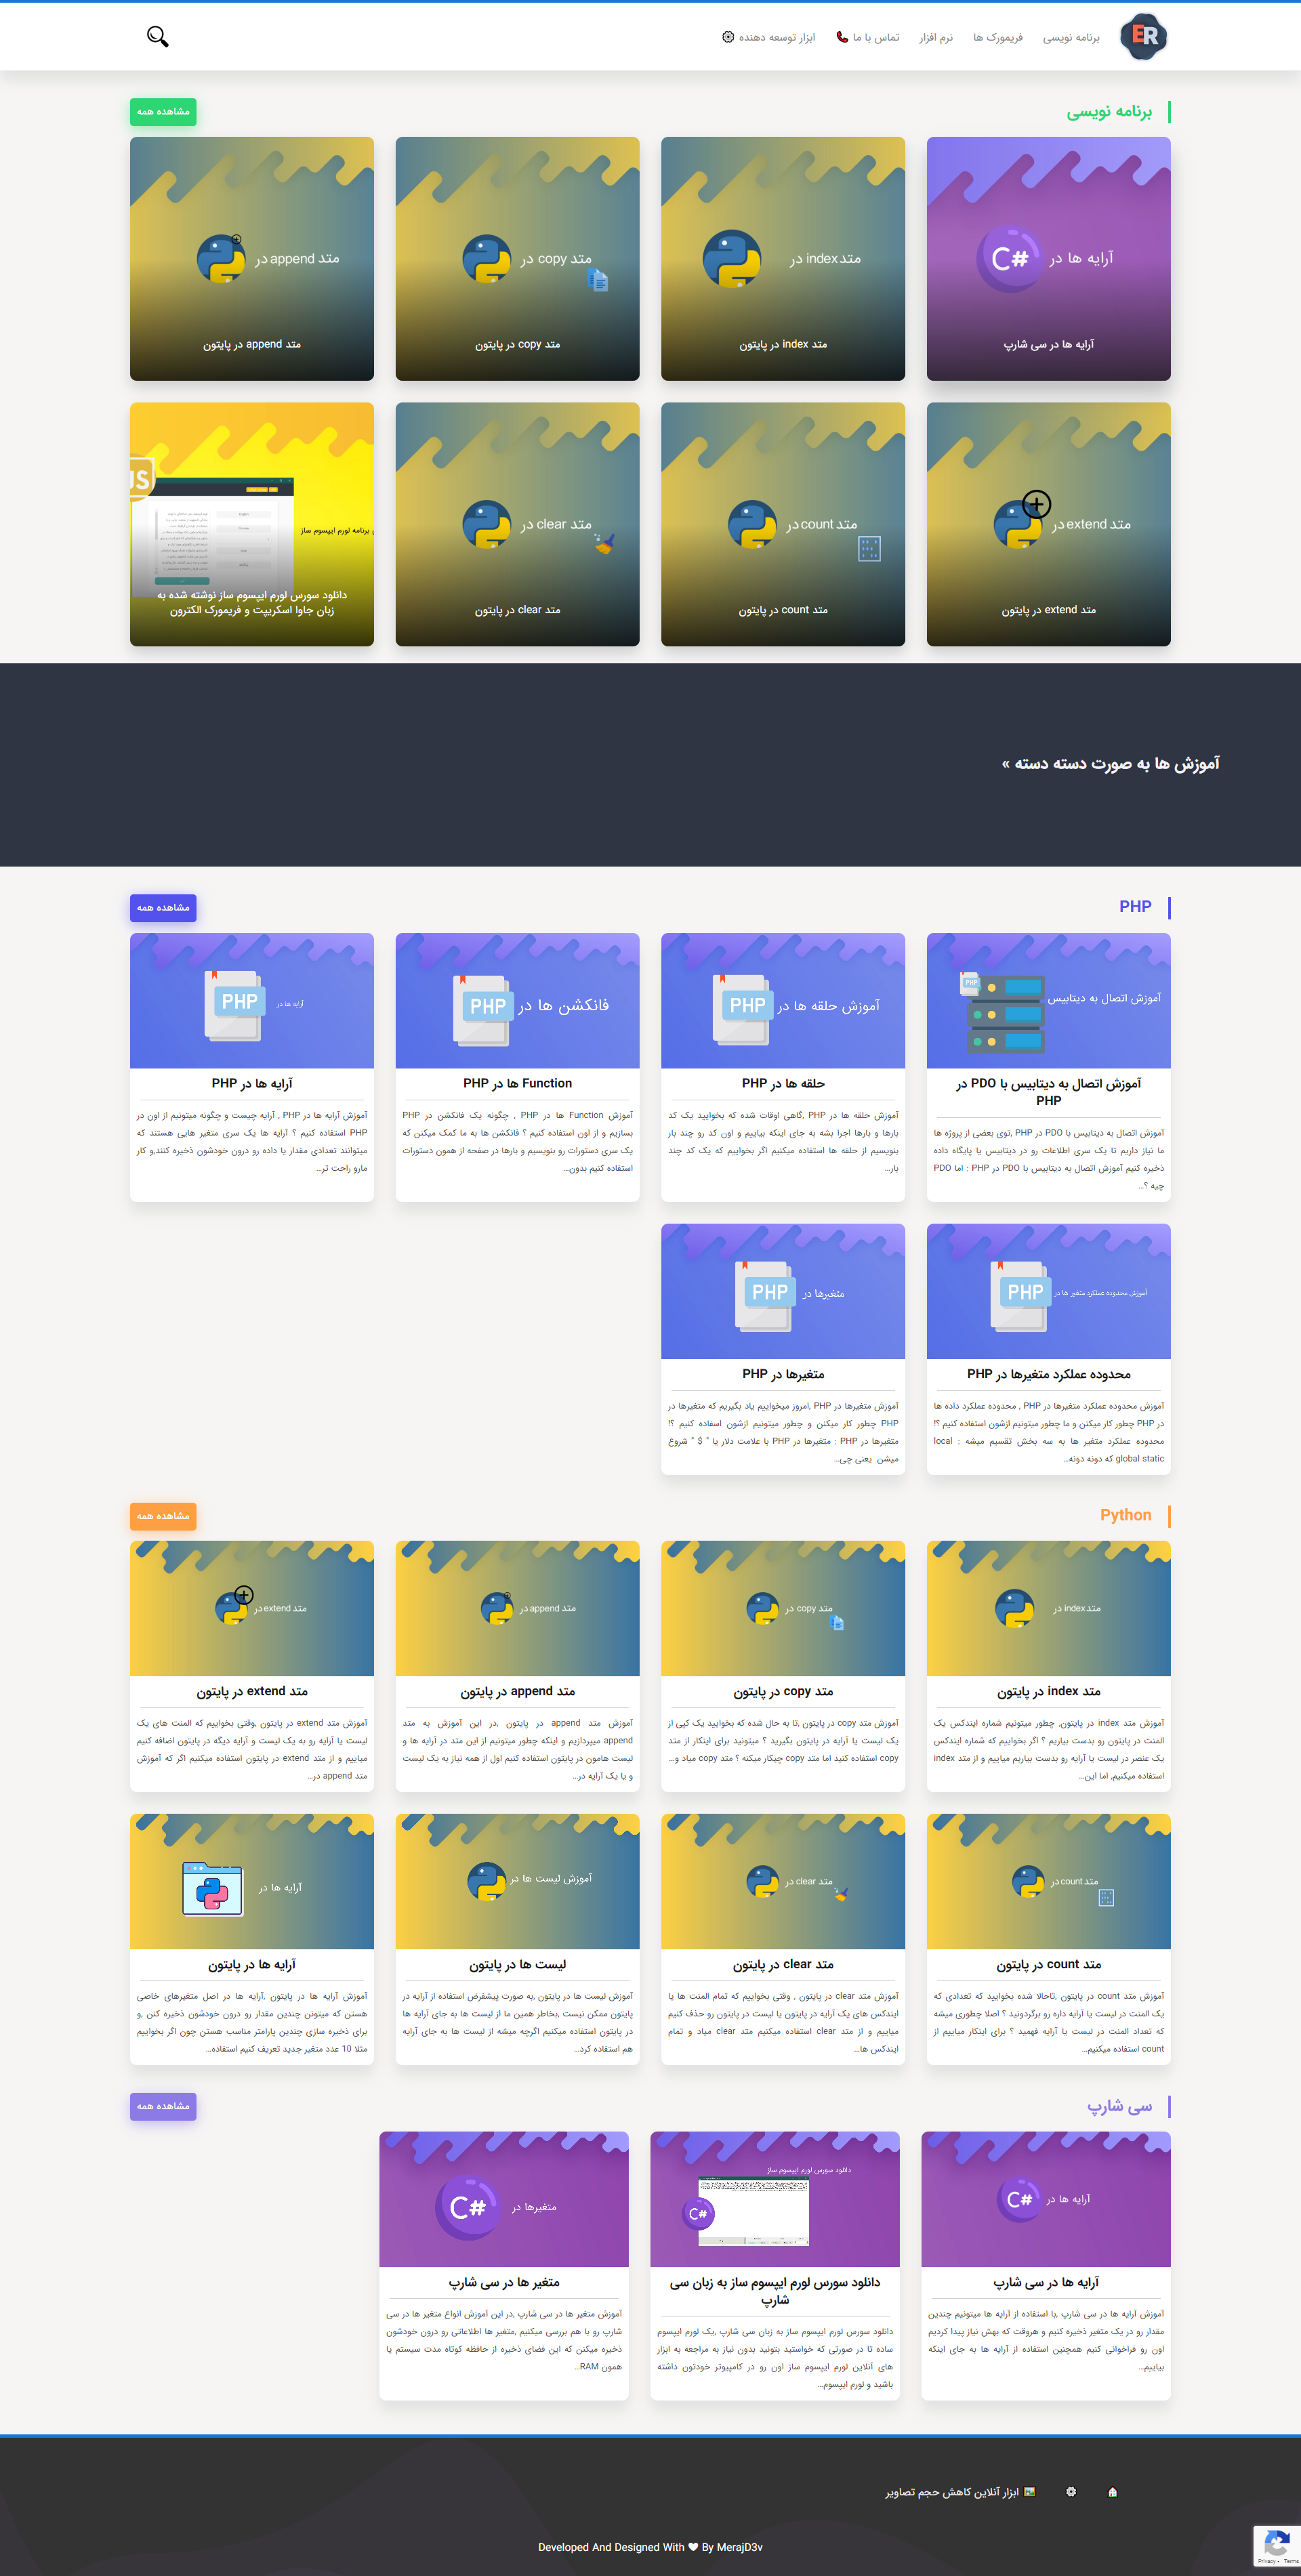 ER
برنامه نویسی
فریمورک ها
نرم افزار
تماس با ما
ابزار توسعه دهنده
برنامه نویسی
مشاهده همه
آرایه ها در
C#
آرایه ها در سی شارپ
متد index در
متد index در پایتون
متد copy در
متد copy در پایتون
متد append در
متد append در پایتون
متد extend در
متد extend در پایتون
متد count در
متد count در پایتون
متد clear در
متد clear در پایتون
JS
برنامه لورم ایپسوم ساز
دانلود سورس لورم ایپسوم ساز نوشته شده به
زبان جاوا اسکریپت و فریمورک الکترون
آموزش ها به صورت دسته دسته »
PHP
مشاهده همه
آموزش اتصال به دیتابیس
PHP
آموزش اتصال به دیتابیس با PDO در
PHP
آموزش اتصال به دیتابیس با PDO در PHP ,توی بعضی از پروژه ها
ما نیاز داریم تا یک سری اطلاعات رو در دیتابیس یا پایگاه داده
ذخیره کنیم آموزش اتصال به دیتابیس با PDO در PHP : اما PDO
چیه ؟...
آموزش حلقه ها در
PHP
حلقه ها در PHP
آموزش حلقه ها در PHP ,گاهی اوقات شده که بخوایید یک کد
بارها و بارها اجرا بشه به جای اینکه بیاییم و اون کد رو چند بار
بنویسیم از حلقه ها استفاده میکنیم اگر بخواییم که یک کد چند
بار...
فانکشن ها در
PHP
Function ها در PHP
آموزش Function ها در PHP , چگونه یک فانکشن در PHP
بسازیم و از اون استفاده کنیم ؟ فانکشن ها به ما کمک میکنن که
یک سری دستورات رو بنویسیم و بارها در صفحه از همون دستورات
استفاده کنیم بدون...
آرایه ها در
PHP
آرایه ها در PHP
آموزش آرایه ها در PHP , آرایه چیست و چگونه میتونیم از اون در
PHP استفاده کنیم ؟ آرایه ها یک سری متغیر هایی هستند که
میتوانند تعدادی مقدار یا داده رو درون خودشون ذخیره کنند,و کار
مارو راحت تر...
آموزش محدوده عملکرد متغیر ها در
PHP
محدوده عملکرد متغیرها در PHP
آموزش محدوده عملکرد متغیرها در PHP , محدوده عملکرد داده ها
در PHP چطور کار میکنن و ما چطور میتونیم ازشون استفاده کنیم ؟!
محدوده عملکرد متغیر ها به سه بخش تقسیم میشه : local
global static که دونه دونه...
متغیرها در
PHP
متغیرها در PHP
آموزش متغیرها در PHP ,امروز میخواییم یاد بگیریم که متغیرها در
PHP چطور کار میکنن و چطور میتونیم ازشون اسفاده کنیم ؟!
متغیرها در PHP : متغیرها در PHP با علامت دلار یا " $ " شروع
میشن یعنی چی...
Python
مشاهده همه
متد index در
متد index در پایتون
آموزش متد index در پایتون, چطور میتونیم شماره ایندکس یک
المنت در پایتون رو بدست بیاریم ؟ اگر بخواییم که شماره ایندکس
یک عنصر در لیست یا آرایه رو بدست بیاریم میاییم و از متد index
استفاده میکنیم, اما این...
متد copy در
متد copy در پایتون
آموزش متد copy در پایتون ,تا به حال شده که بخوایید یک کپی از
یک لیست یا آرایه در پایتون بگیرید ؟ میتونید برای اینکار از متد
copy استفاده کنید اما متد copy چیکار میکنه ؟ متد copy میاد و...
متد append در
متد append در پایتون
آموزش متد append در پایتون ,در این آموزش به متد
append میپردازیم و اینکه چطور میتونیم از این متد در آرایه ها و
لیست هامون در پایتون استفاده کنیم اول از همه نیاز به یک لیست
و یا یک آرایه در...
متد extend در
متد extend در پایتون
آموزش متد extend در پایتون ,وقتی بخواییم که المنت های یک
لیست یا آرایه رو به یک لیست و آرایه دیگه در پایتون اضافه کنیم
میاییم و از متد extend در پایتون استفاده میکنیم اگر که آموزش
متد append در...
متد count در
متد count در پایتون
آموزش متد count در پایتون ,تاحالا شده بخوایید که تعدادی که
یک المنت در لیست یا آرایه داره رو برگردونید ؟ اصلا چطوری میشه
که تعداد المنت در لیست یا آرایه فهمید ؟ برای اینکار میاییم از
count استفاده میکنیم...
متد clear در
متد clear در پایتون
آموزش متد clear در پایتون , وقتی بخواییم که تمام المنت ها یا
ایندکس های یک آرایه در پایتون یا لیست در پایتون رو حذف کنیم
میاییم و از متد clear استفاده میکنیم متد clear میاد و تمام
ایندکس ها...
آموزش لیست ها در
لیست ها در پایتون
آموزش لیست ها در پایتون ,به صورت پیشفرض استفاده از آرایه در
پایتون ممکن نیست ,بخاطر همین ما از لیست ها به جای آرایه ها
در پایتون استفاده میکنیم اگرچه میشه از لیست ها به جای آرایه
هم استفاده کرد...
آرایه ها در
آرایه ها در پایتون
آموزش آرایه ها در پایتون ,آرایه ها در اصل متغیرهای خاصی
هستن که میتونن چندین مقدار رو درون خودشون ذخیره کنن ,و
برای ذخیره سازی چندین پارامتر مناسب هستن چون اگر بخواییم
مثلا 10 عدد متغیر جدید تعریف کنیم استفاده...
سی شارپ
مشاهده همه
آرایه ها در
C#
آرایه ها در سی شارپ
آموزش آرایه ها در سی شارپ ,با استفاده از آرایه ها میتونیم چندین
مقدار رو در یک متغیر ذخیره کنیم و هروقت که بهش نیاز پیدا کردیم
اون رو فراخوانی کنیم همچنین استفاده از آرایه ها به جای اینکه
بیاییم...
دانلود سورس لورم ایپسوم ساز
C#
دانلود سورس لورم ایپسوم ساز به زبان سی
شارپ
دانلود سورس لورم ایپسوم ساز به زبان سی شارپ ,یک لورم ایپسوم
ساده تا در صورتی که خواستید بتونید بدون نیاز به مراجعه به ابزار
های آنلاین لورم ایپسوم ساز اون رو در کامپیوتر خودتون داشته
باشید و لورم ایپسوم...
متغیرها در
C#
متغیر ها در سی شارپ
آموزش متغیر ها در سی شارپ ,در این آموزش انواع متغیر ها در سی
شارپ رو با هم بررسی میکنیم ,متغیر ها اطلاعاتی رو درون خودشون
ذخیره میکنن که این فضای ذخیره از حافظه کوتاه مدت سیستم یا
همون RAM...
ابزار آنلاین کاهش حجم تصاویر
Developed And Designed With ❤ By MerajD3v
Privacy - Terms